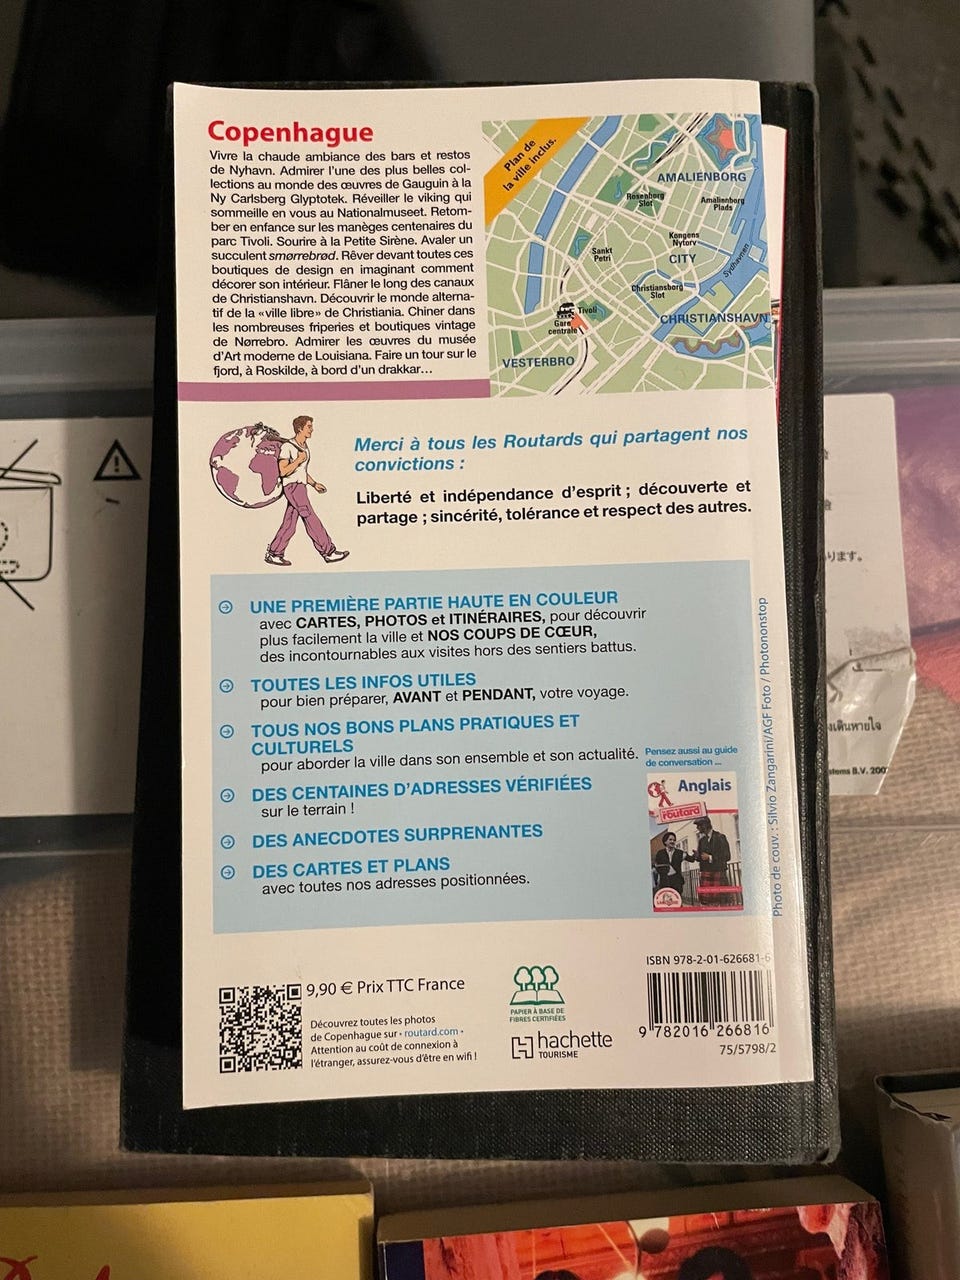 Copenhague
Vivre la chaude ambiance des bars et restos
de Nyhavn. Admirer l'une des plus belles col-
lections au monde des œuvres de Gauguin à la
Ny Carlsberg Glyptotek. Réveiller le viking qui
sommeille en vous au Nationalmuseet. Retom-
ber en enfance sur les manèges centenaires du
parc Tivoli. Sourire à la Petite Sirène. Avaler un
succulent smørrebrød. Rêver devant toutes ces
boutiques de design en imaginant comment
décorer son intérieur. Flâner le long des canaux
de Christianshavn. Découvrir le monde alterna-
tif de la «ville libre» de Christiania. Chiner dans
les nombreuses friperies et boutiques vintage
de Nørrebro. Admirer les œuvres du musée
d'Art moderne de Louisiana. Faire un tour sur le
fjord, à Roskilde, à bord d'un drakkar...
Plan de
la ville inclus.
AMALIENBORG
Rosenborg
Slot
Amalienborg
Plads
Kongens
Nytorv
Sankt
Petri
CITY
Sydhavnen
Christiansborg
Slot
Tivoli
Gare
centrale
CHRISTIANSHAVN
VESTERBRO
Merci à tous les Routards qui partagent nos
convictions :
Liberté et indépendance d'esprit ; découverte et
partage ; sincérité, tolérance et respect des autres.
UNE PREMIÈRE PARTIE HAUTE EN COULEUR
avec CARTES, PHOTOS et ITINÉRAIRES, pour découvrir
plus facilement la ville et NOS COUPS DE CŒUR,
des incontournables aux visites hors des sentiers battus.
TOUTES LES INFOS UTILES
pour bien préparer, AVANT et PENDANT, votre voyage.
TOUS NOS BONS PLANS PRATIQUES ET
CULTURELS
pour aborder la ville dans son ensemble et son actualité.
DES CENTAINES D'ADRESSES VÉRIFIÉES
sur le terrain !
DES ANECDOTES SURPRENANTES
DES CARTES ET PLANS
avec toutes nos adresses positionnées.
Pensez aussi au guide
de conversation ...
Anglais
routard
Photo de couv. : Silvio Zangarini/AGF Foto / Photononstop
9,90 € Prix TTC France
Découvrez toutes les photos
de Copenhague sur • routard.com •
Attention au coût de connexion à
l'étranger, assurez-vous d'être en wifi !
PAPIER À BASE DE
FIBRES CERTIFIÉES
hachette
TOURISME
ISBN 978-2-01-626681-6
9 782016 266816
75/5798/2
ります。
B.V. 200